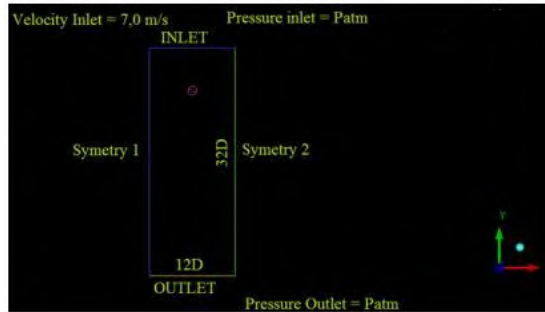 Velocity Inlet = 7,0 m/s
Pressure inlet = Patm
INLET
Symetry 1
32D
Symetry 2
12D
OUTLET
Pressure Outlet = Patm
Y